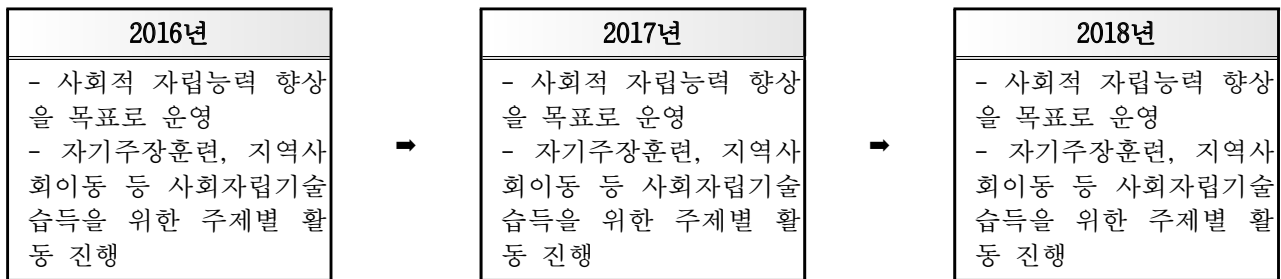 2016년
- 사회적 자립능력 향상
을 목표로 운영
- 자기주장훈련, 지역사
회이동 등 사회자립기술
습득을 위한 주제별 활
동 진행
➡
2017년
- 사회적 자립능력 향상
을 목표로 운영
- 자기주장훈련, 지역사
회이동 등 사회자립기술
습득을 위한 주제별 활
동 진행
➡
2018년
- 사회적 자립능력 향상
을 목표로 운영
- 자기주장훈련, 지역사
회이동 등 사회자립기술
습득을 위한 주제별 활
동 진행